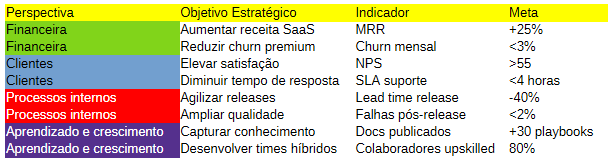 Perspectiva Objetivo Estratégico Indicador Meta
Financeira Aumentar receita SaaS MRR +25%
Financeira Reduzir churn premium Churn mensal <3%
Clientes Elevar satisfação NPS >55
Clientes Diminuir tempo de resposta SLA suporte <4 horas
Processos internos Agilizar releases Lead time release -40%
Processos internos Ampliar qualidade Falhas pós-release <2%
Aprendizado e crescimento Capturar conhecimento Docs publicados +30 playbooks
Aprendizado e crescimento Desenvolver times híbridos Colaboradores upskilled 80%